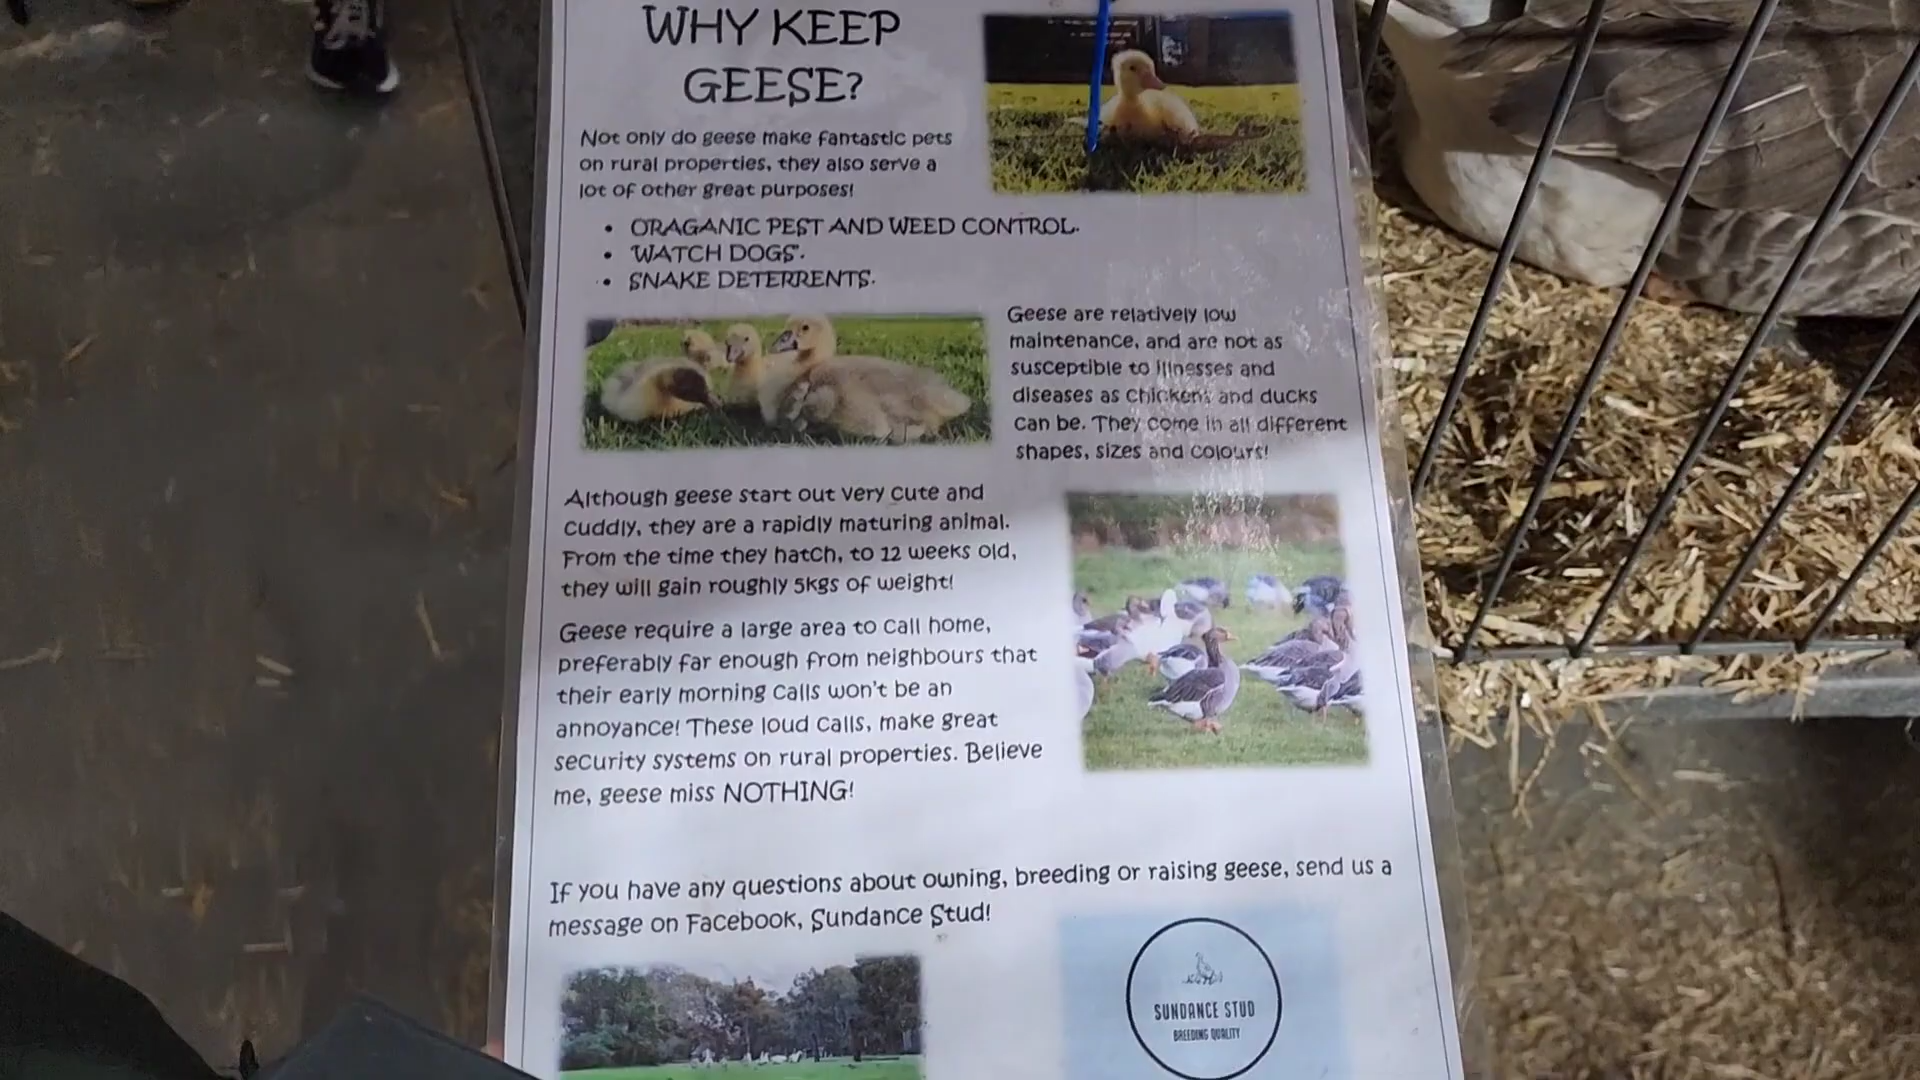 WHY KEEP
GEESE?
Not only do geese make fantastic pets
on rural properties, they also serve a
lot of other great purposes!
• ORAGANIC PEST AND WEED CONTROL.
• WATCH DOGS.
• SNAKE DETERRENTS.
Geese are relatively low
maintenance, and are not as
susceptible to illnesses and
diseases as chickens and ducks
can be. They come in all different
shapes, sizes and colours!
Although geese start out very cute and
cuddly, they are a rapidly maturing animal.
From the time they hatch, to 12 weeks old,
they will gain roughly 5kgs of weight!
Geese require a large area to call home,
preferably far enough from neighbours that
their early morning calls won't be an
annoyance! These loud calls, make great
security systems on rural properties. Believe
me, geese miss NOTHING!
If you have any questions about owning, breeding or raising geese, send us a
message on Facebook, Sundance Stud!
SUNDANCE STUD
BREEDING QUALITY